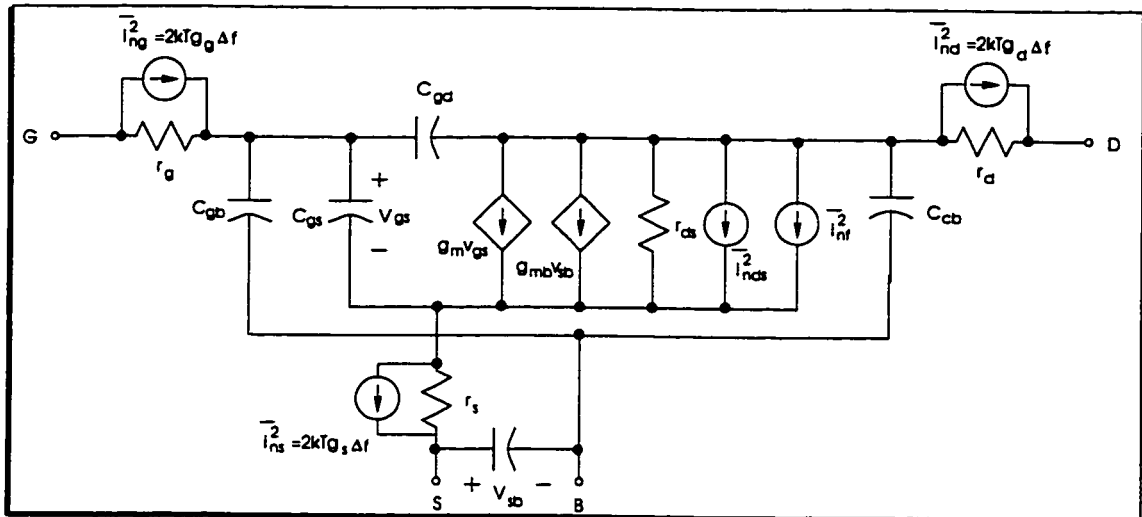 i²ng = 2kTg_g Δf
i²nd = 2kTg_d Δf
C_gd
G
r_g
D
r_d
C_gb
C_gs
+
V_gs
−
g_m v_gs
g_mb v_sb
r_ds
i²nds
i²nf
C_cb
r_s
i²ns = 2kTg_s Δf
+
V_sb
−
S
B